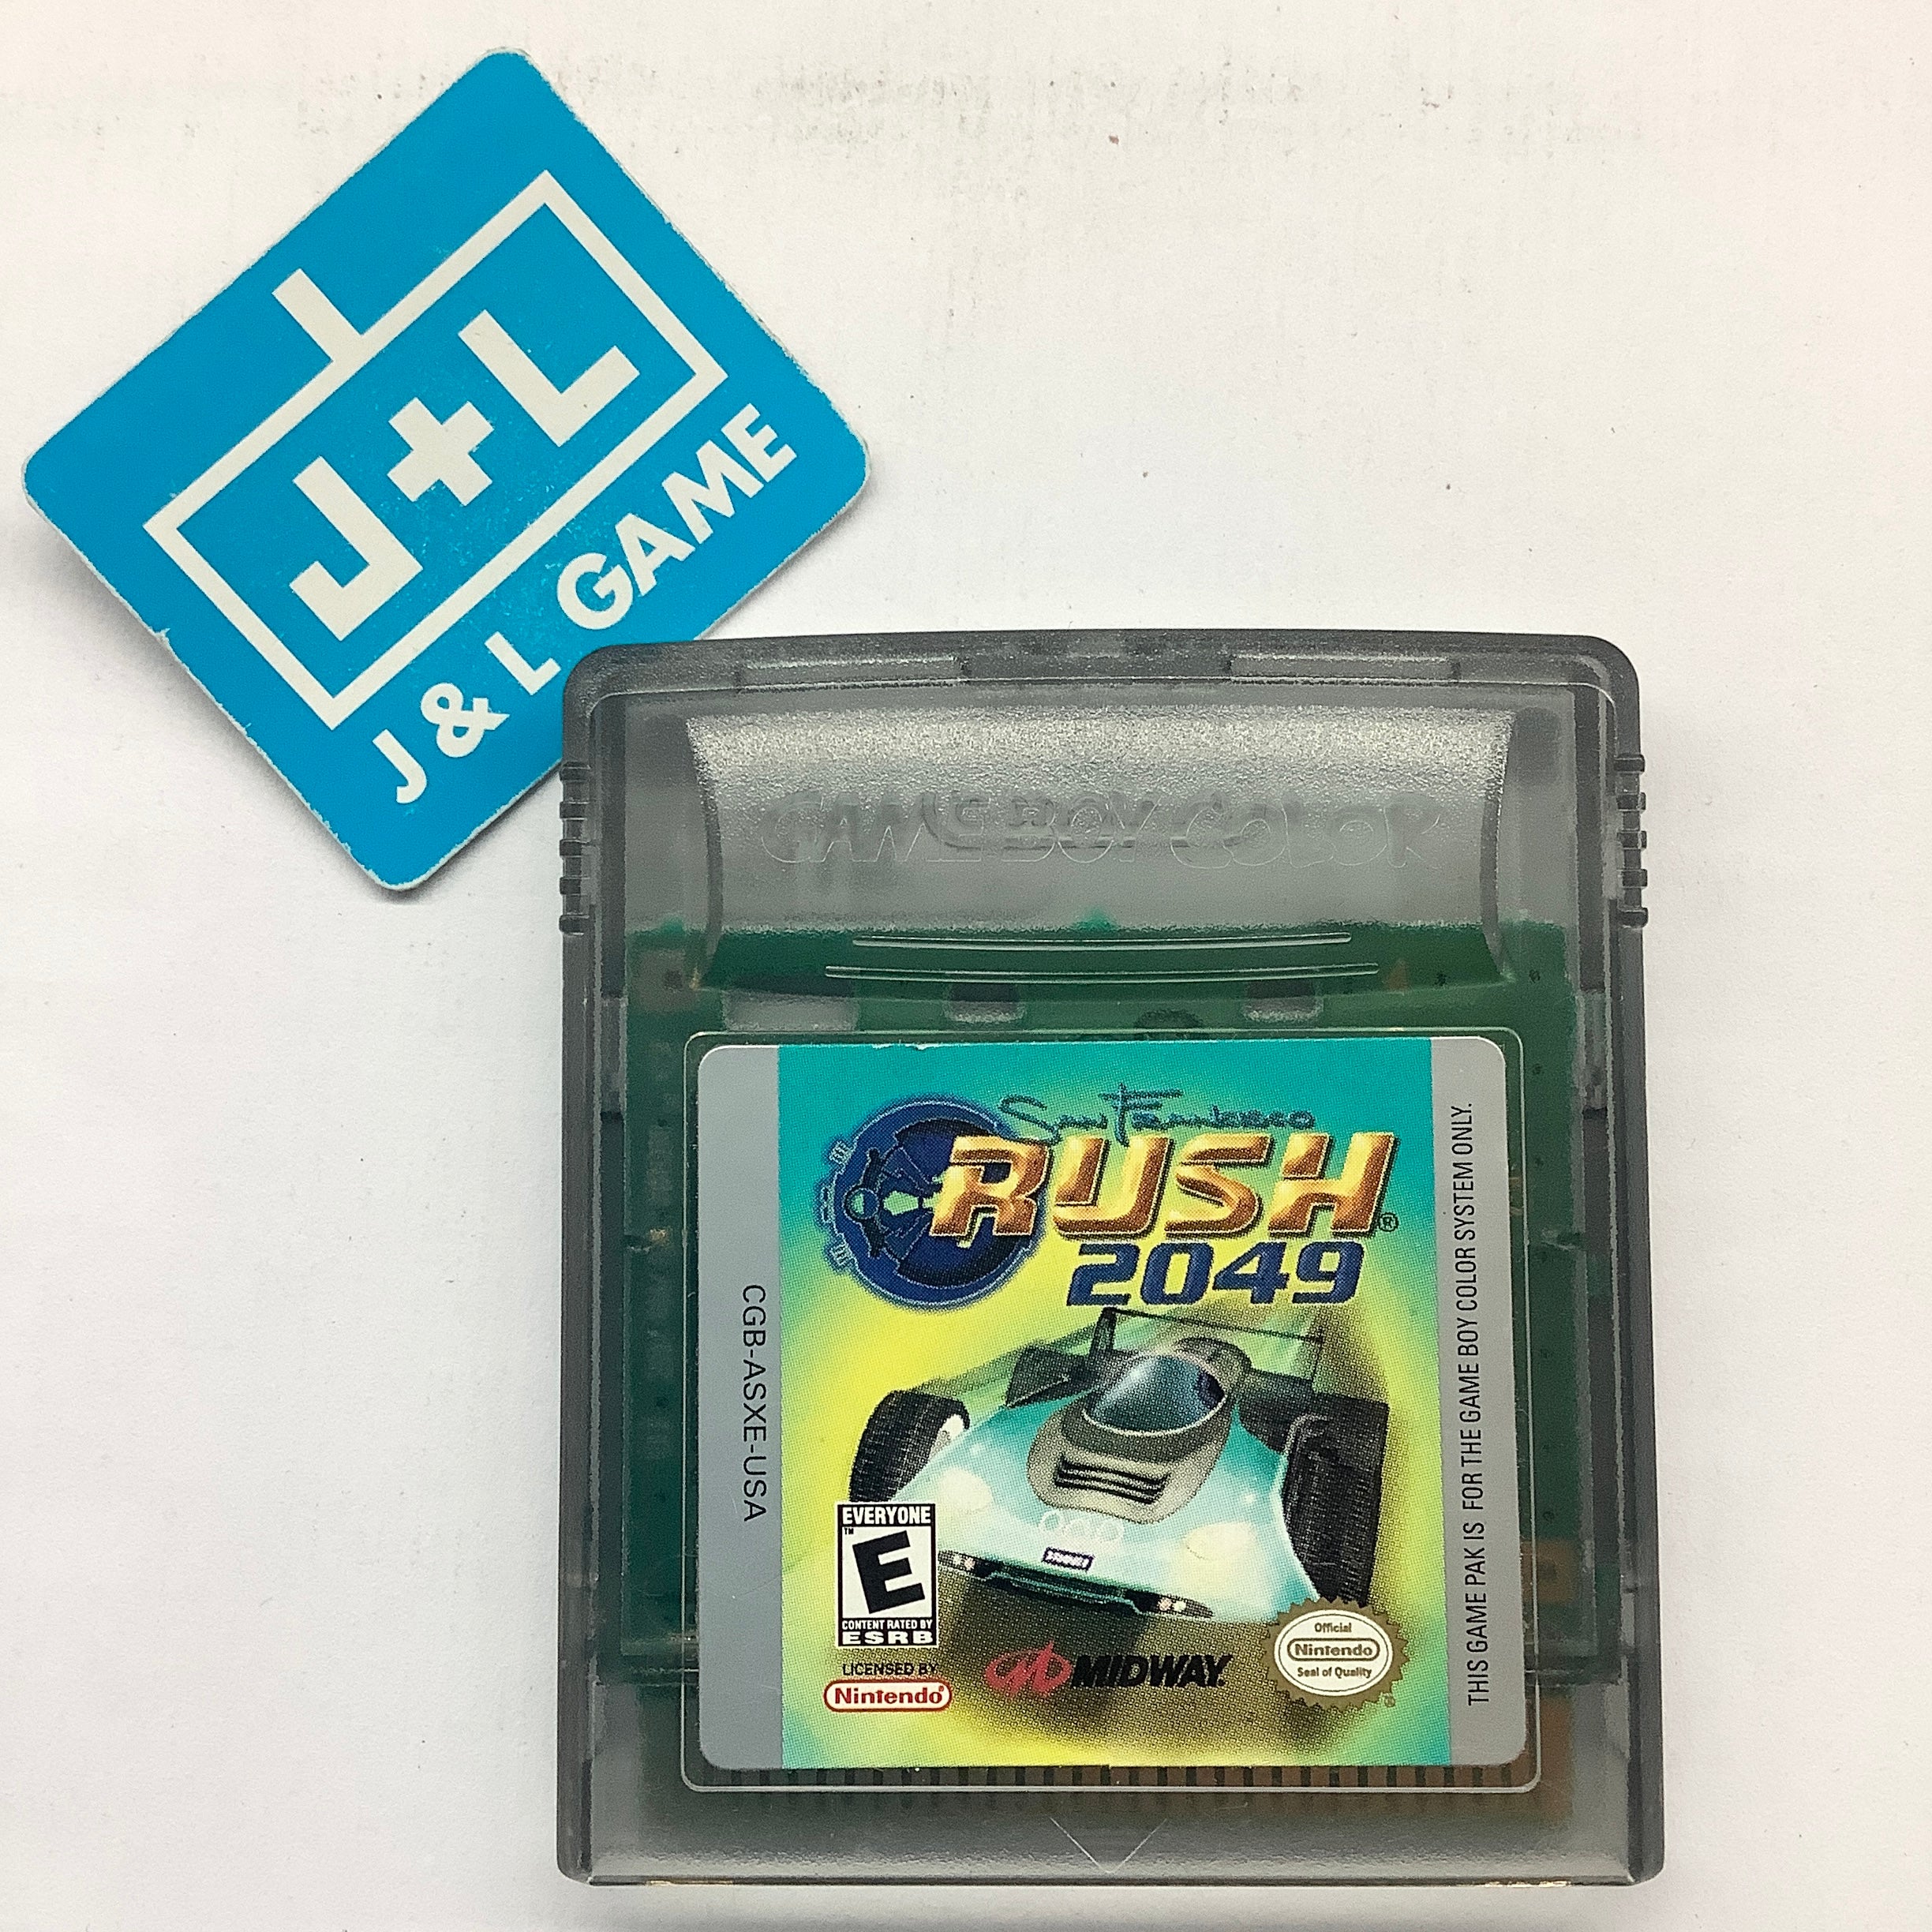 J+L
J & L GAME
GAME BOY COLOR
San Francisco
RUSH®
2049
CGB-ASXE-USA
THIS GAME PAK IS FOR THE GAME BOY COLOR SYSTEM ONLY.
EVERYONE
™
E
CONTENT RATED BY
ESRB
LICENSED BY
Nintendo®
MIDWAY
Official
Nintendo
Seal of Quality